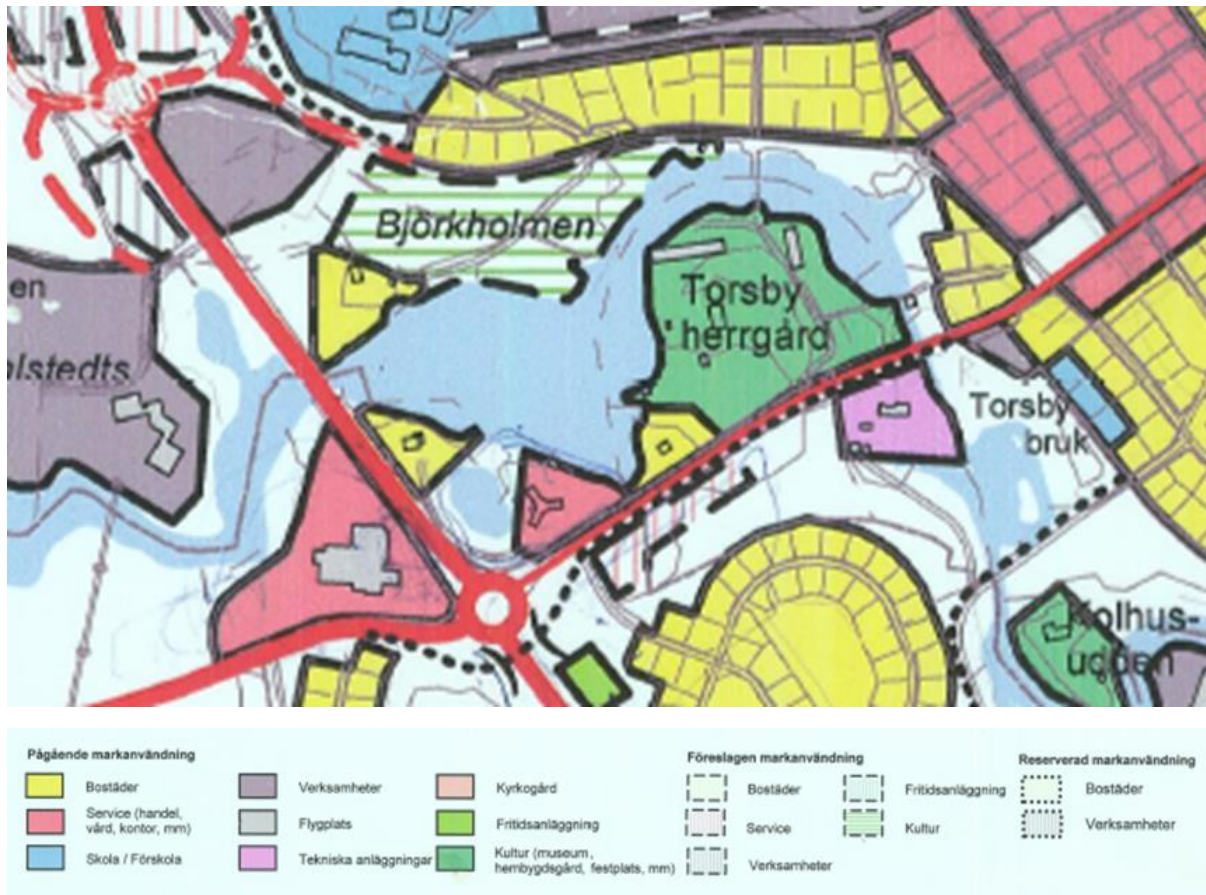 Björkholmen
Torsby
herrgård
en
lstedts
Torsby
bruk
Kolhus-
udden
Pågående markanvändning
Bostäder
Service (handel,
vård, kontor, mm)
Skola / Förskola
Verksamheter
Flygplats
Tekniska anläggningar
Kyrkogård
Fritidsanläggning
Kultur (museum,
hembygdsgård, festplats, mm)
Föreslagen markanvändning
Bostäder
Service
Verksamheter
Fritidsanläggning
Kultur
Reserverad markanvändning
Bostäder
Verksamheter